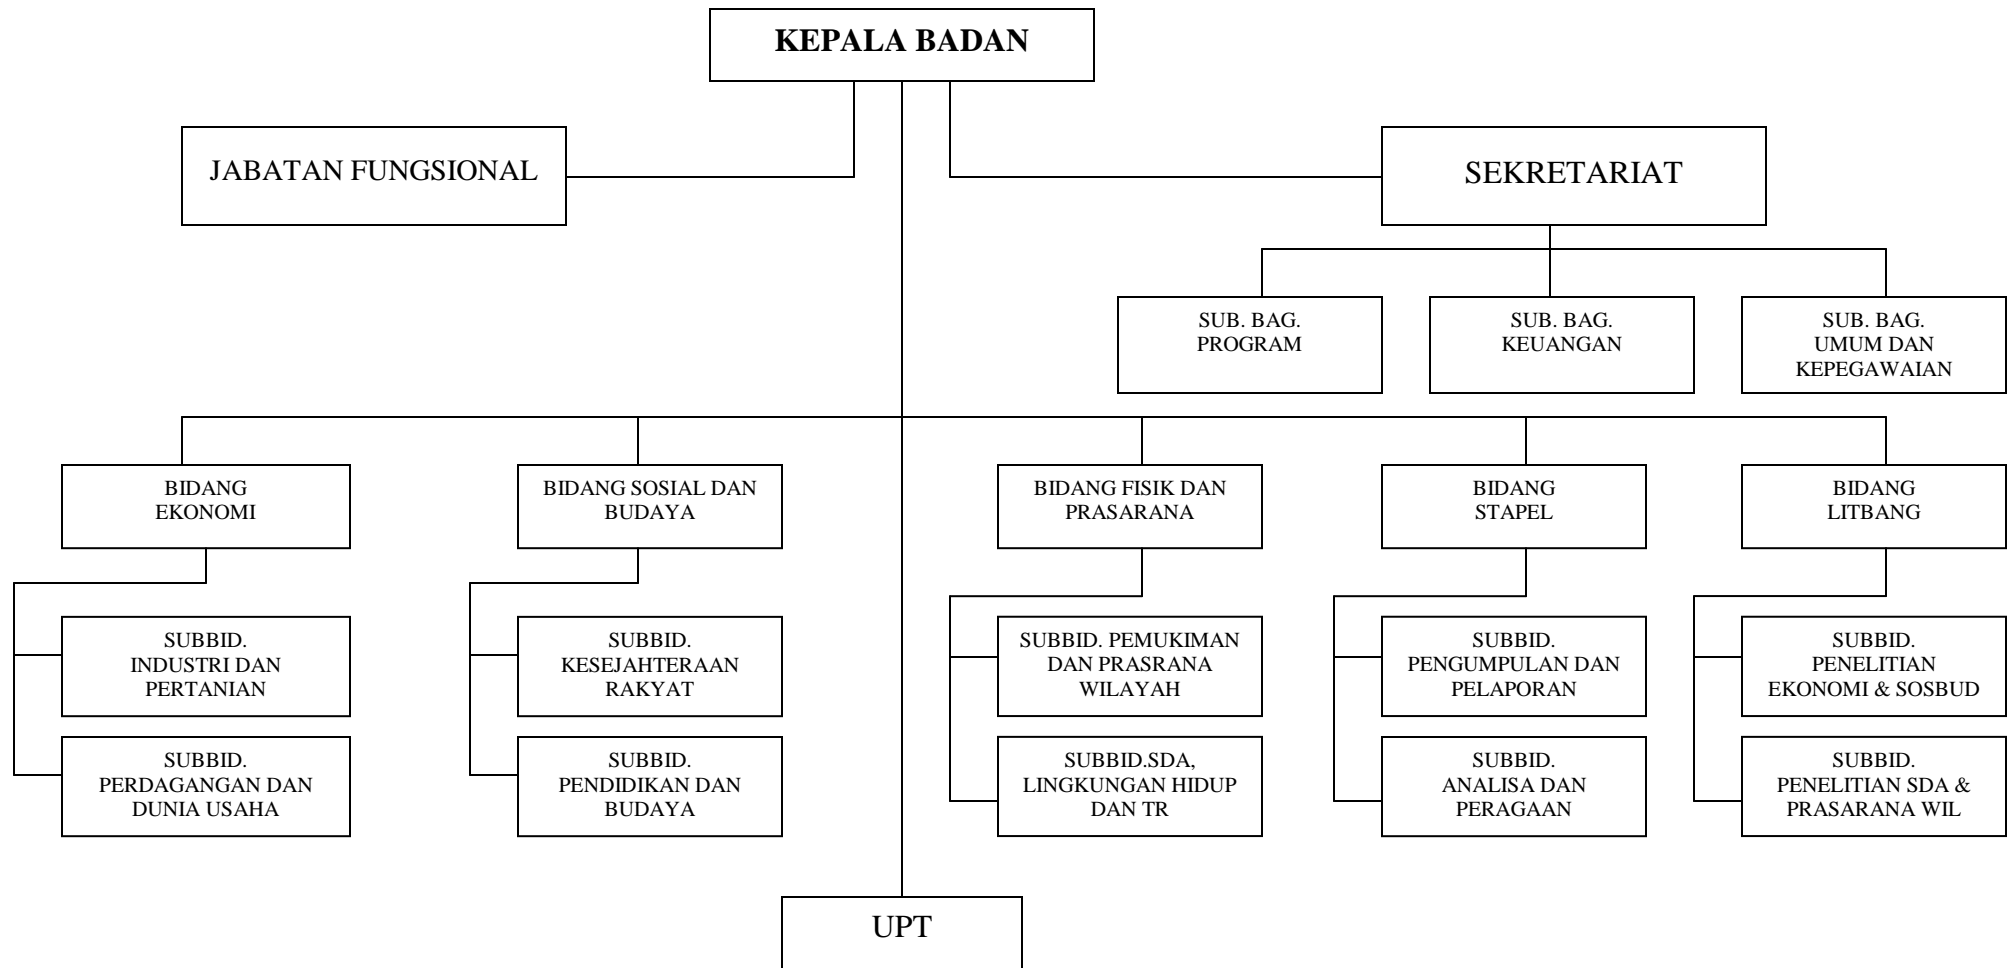 KEPALA BADAN
JABATAN FUNGSIONAL
SEKRETARIAT
SUB. BAG.
PROGRAM
SUB. BAG.
KEUANGAN
SUB. BAG.
UMUM DAN
KEPEGAWAIAN
BIDANG
EKONOMI
BIDANG SOSIAL DAN
BUDAYA
BIDANG FISIK DAN
PRASARANA
BIDANG
STAPEL
BIDANG
LITBANG
SUBBID.
INDUSTRI DAN
PERTANIAN
SUBBID.
KESEJAHTERAAN
RAKYAT
SUBBID. PEMUKIMAN
DAN PRASRANA
WILAYAH
SUBBID.
PENGUMPULAN DAN
PELAPORAN
SUBBID.
PENELITIAN
EKONOMI & SOSBUD
SUBBID.
PERDAGANGAN DAN
DUNIA USAHA
SUBBID.
PENDIDIKAN DAN
BUDAYA
SUBBID.SDA,
LINGKUNGAN HIDUP
DAN TR
SUBBID.
ANALISA DAN
PERAGAAN
SUBBID.
PENELITIAN SDA &
PRASARANA WIL
UPT